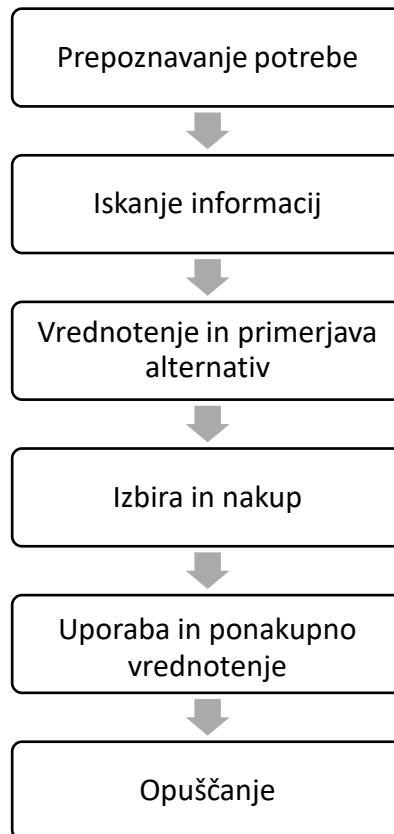 Prepoznavanje potrebe
Iskanje informacij
Vrednotenje in primerjava
alternativ
Izbira in nakup
Uporaba in ponakupno
vrednotenje
Opuščanje